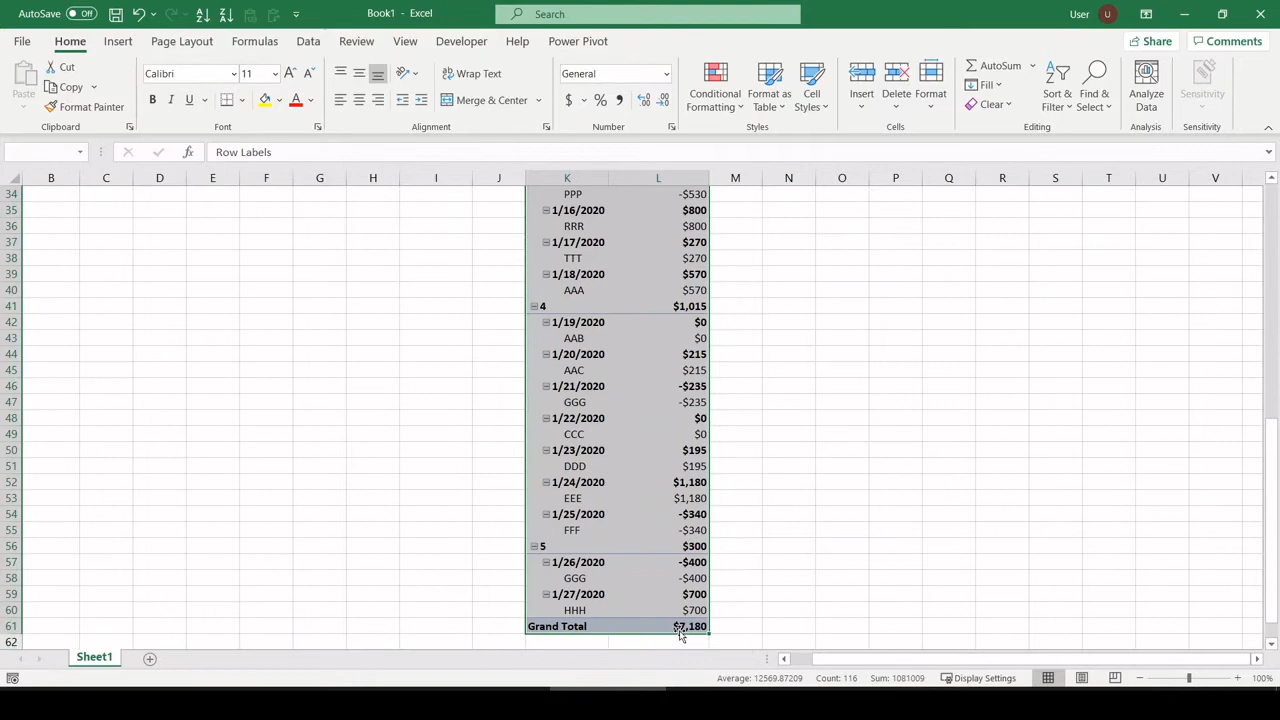 AutoSave Off Book1 - Excel Search User U
File Home Insert Page Layout Formulas Data Review View Developer Help Power Pivot Share Comments
Paste Cut Copy Format Painter Clipboard
Calibri 11 B I U A Font
Wrap Text Merge & Center Alignment
General $ % , Number
Conditional Formatting Format as Table Cell Styles Styles
Insert Delete Format Cells
AutoSum Fill Clear Sort & Filter Find & Select Editing
Analyze Data Analysis
Sensitivity Sensitivity
fx Row Labels
B C D E F G H I J K L M N O P Q R S T U V
34 PPP -$530
35 1/16/2020 $800
36 RRR $800
37 1/17/2020 $270
38 TTT $270
39 1/18/2020 $570
40 AAA $570
41 4 $1,015
42 1/19/2020 $0
43 AAB $0
44 1/20/2020 $215
45 AAC $215
46 1/21/2020 -$235
47 GGG -$235
48 1/22/2020 $0
49 CCC $0
50 1/23/2020 $195
51 DDD $195
52 1/24/2020 $1,180
53 EEE $1,180
54 1/25/2020 -$340
55 FFF -$340
56 5 $300
57 1/26/2020 -$400
58 GGG -$400
59 1/27/2020 $700
60 HHH $700
61 Grand Total $7,180
62
Sheet1
Average: 12569.87209 Count: 116 Sum: 1081009 Display Settings 100%